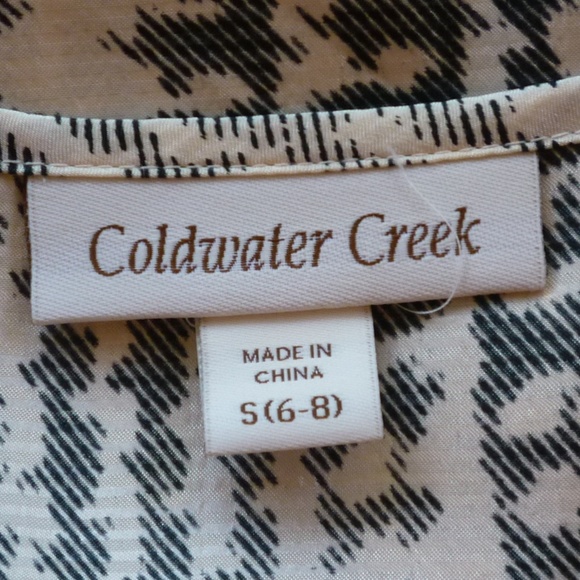 Coldwater Creek
MADE IN
CHINA
S(6-8)